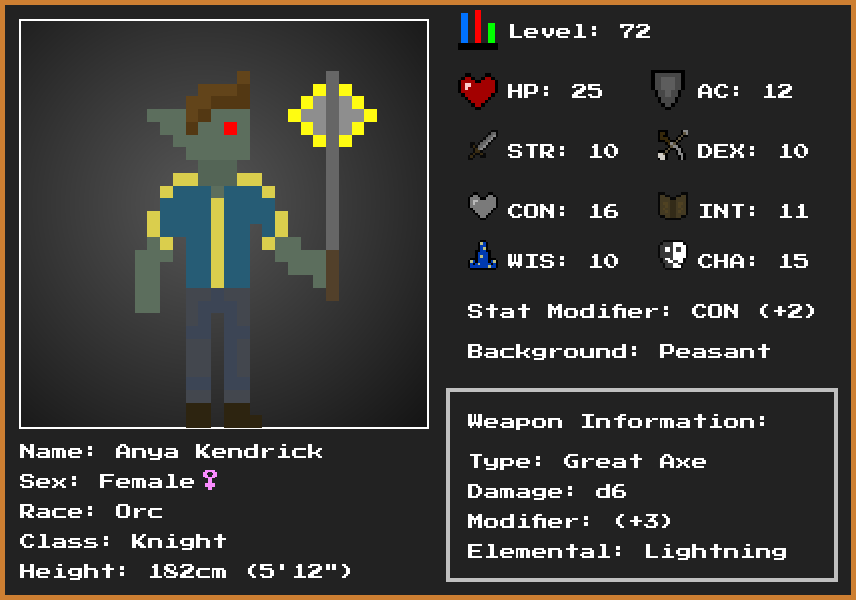 Level: 72
HP: 25 AC: 12
STR: 10 DEX: 10
CON: 16 INT: 11
WIS: 10 CHA: 15
Stat Modifier: CON (+2)
Background: Peasant
Weapon Information:
Type: Great Axe
Damage: d6
Modifier: (+3)
Elemental: Lightning
Name: Anya Kendrick
Sex: Female♀
Race: Orc
Class: Knight
Height: 182cm (5'12")